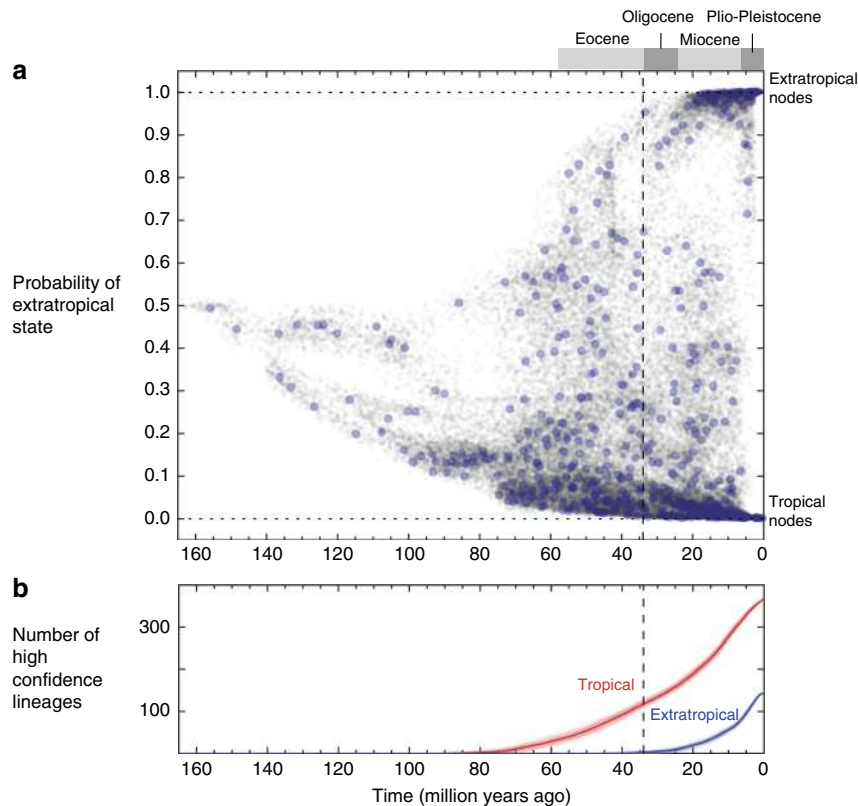 Oligocene Plio-Pleistocene
Eocene Miocene
a
Extratropical
nodes
1.0
0.9
0.8
0.7
0.6
0.5
0.4
0.3
0.2
0.1
0.0
Probability of
extratropical
state
Tropical
nodes
160 140 120 100 80 60 40 20 0
b
Number of
high
confidence
lineages
300
100
Tropical
Extratropical
160 140 120 100 80 60 40 20 0
Time (million years ago)